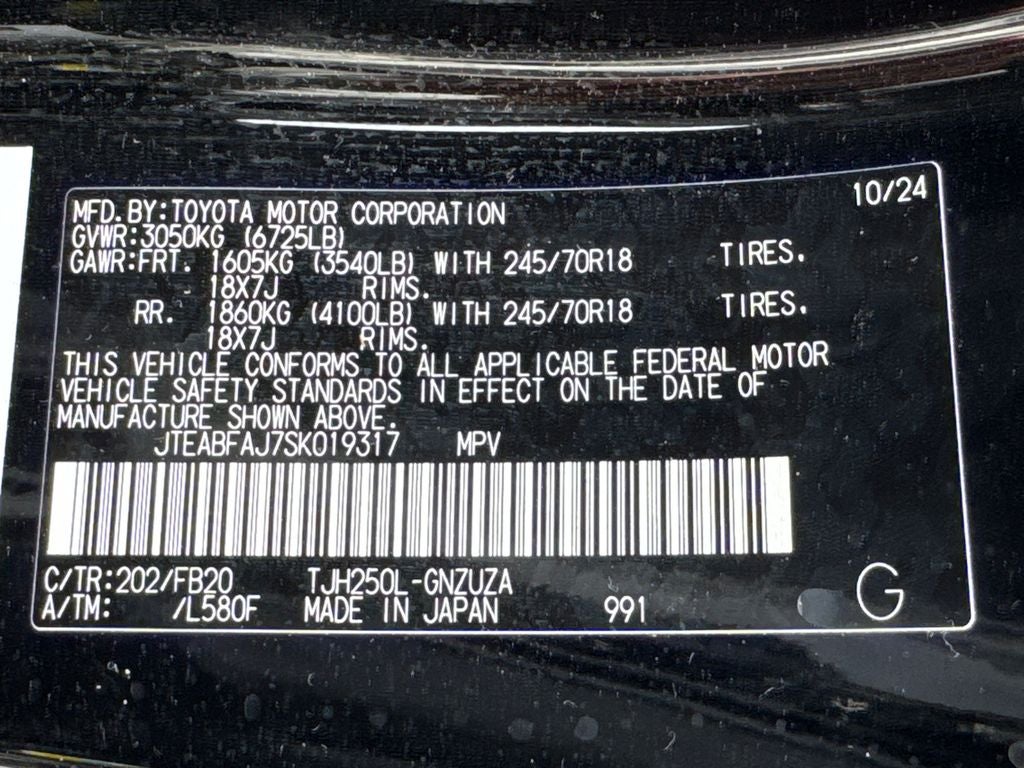 10/24
MFD.BY:TOYOTA MOTOR CORPORATION
GVWR:3050KG (6725LB)
GAWR:FRT. 1605KG (3540LB) WITH 245/70R18 TIRES.
18X7J RIMS.
RR. 1860KG (4100LB) WITH 245/70R18 TIRES.
18X7J RIMS.
THIS VEHICLE CONFORMS TO ALL APPLICABLE FEDERAL MOTOR
VEHICLE SAFETY STANDARDS IN EFFECT ON THE DATE OF
MANUFACTURE SHOWN ABOVE.
JTEABFAJ7SK019317 MPV
C/TR:202/FB20 TJH250L-GNZUZA
A/TM: /L580F MADE IN JAPAN 991 G